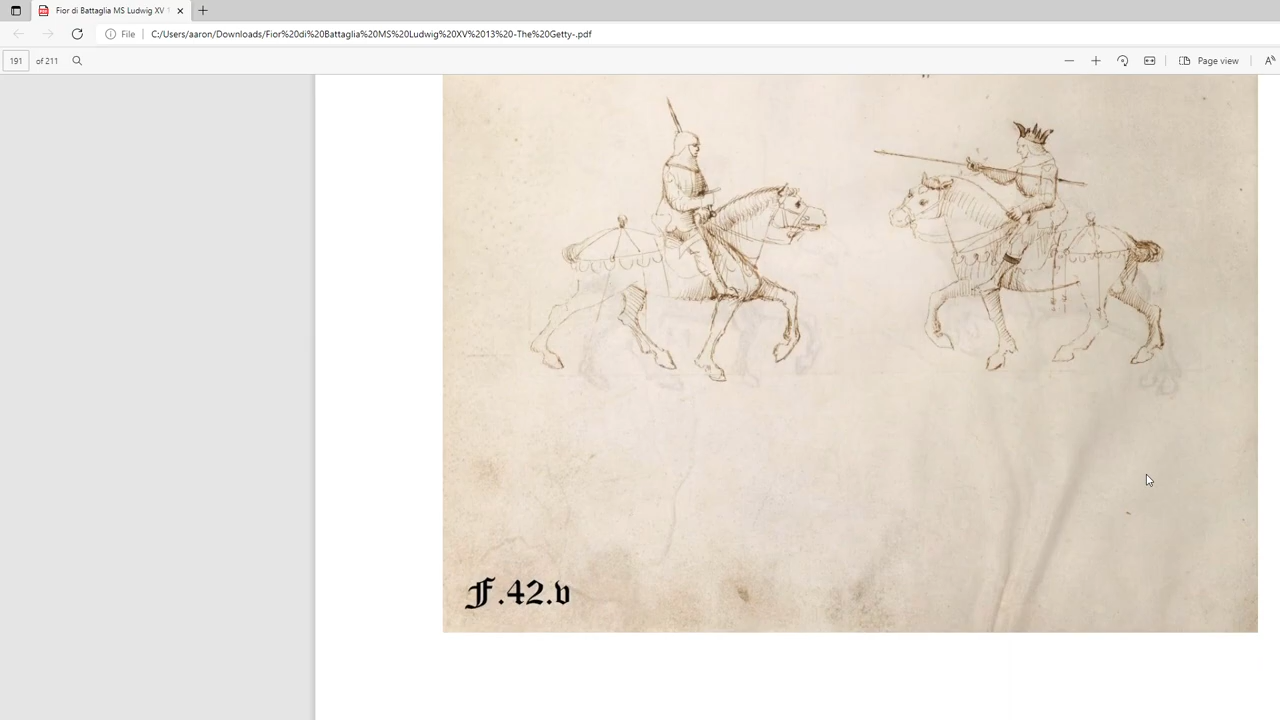 Fior di Battaglia MS Ludwig XV 1
File
C:/Users/aaron/Downloads/Fior%20di%20Battaglia%20MS%20Ludwig%20XV%2013%20-The%20Getty-.pdf
191 of 211
Page view
A
F.42.v